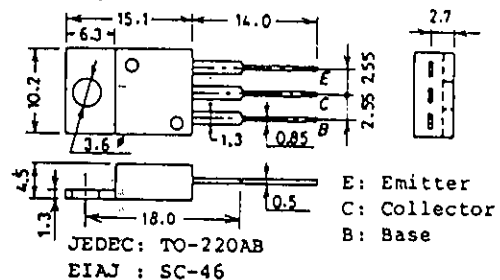 15.1
14.0
2.7
6.3
E
2.55
10.2
C
2.55
B
1.3
0.85
3.6
4.5
1.3
0.5
18.0
E: Emitter
C: Collector
B: Base
JEDEC: TO-220AB
EIAJ : SC-46